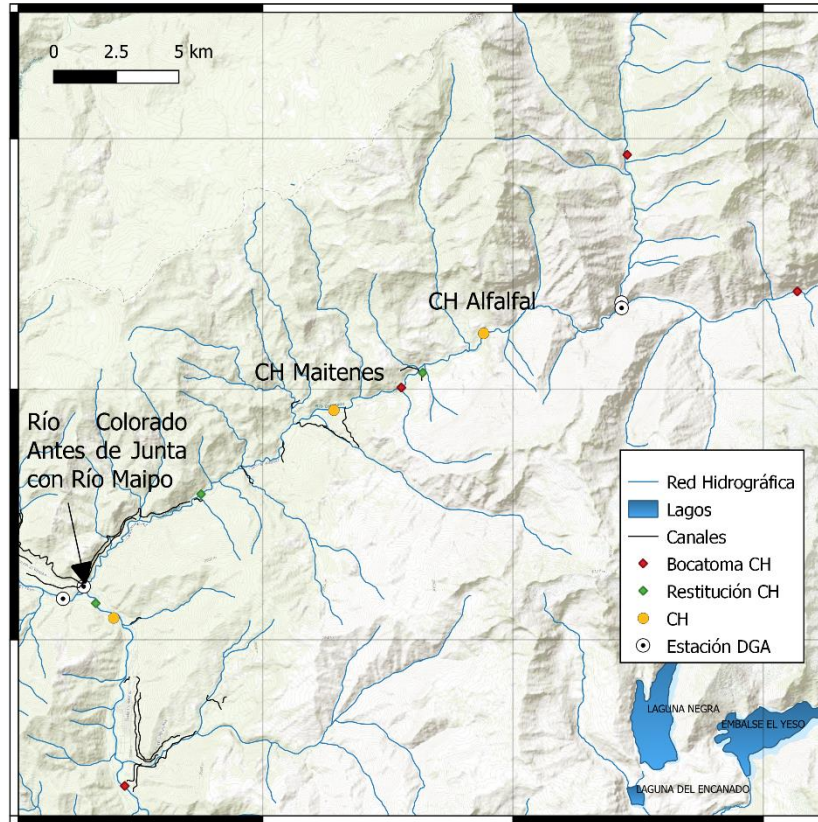 0 2.5 5 km
CH Alfalfal
CH Maitenes
Río Colorado
Antes de Junta
con Río Maipo
Red Hidrográfica
Lagos
Canales
Bocatoma CH
Restitución CH
CH
Estación DGA
LAGUNA NEGRA
EMBALSE EL YESO
LAGUNA DEL ENCANADO